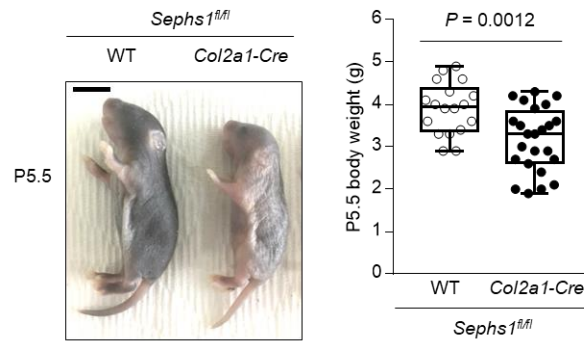 Sephs1fl/fl
WT Col2a1-Cre
P5.5
P = 0.0012
P5.5 body weight (g)
6
5
4
3
2
1
0
WT Col2a1-Cre
Sephs1fl/fl